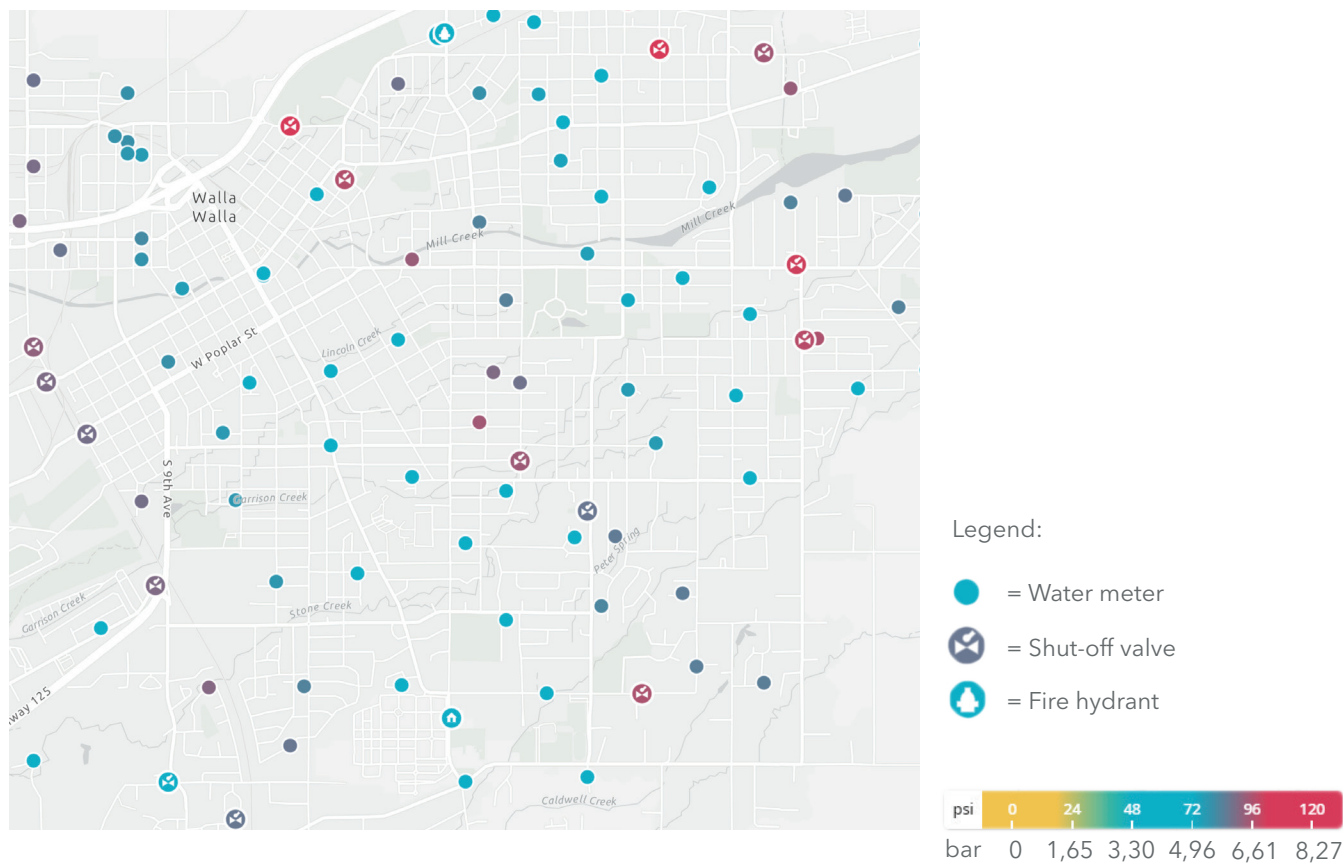 Walla
Walla
Mill Creek
Mill Creek
W Poplar St
Lincoln Creek
S 9th Ave
Garrison Creek
Peter Spring
Garrison Creek
Stone Creek
way 125
Caldwell Creek
Legend:
= Water meter
= Shut-off valve
= Fire hydrant
psi 0 24 48 72 96 120
bar 0 1,65 3,30 4,96 6,61 8,27